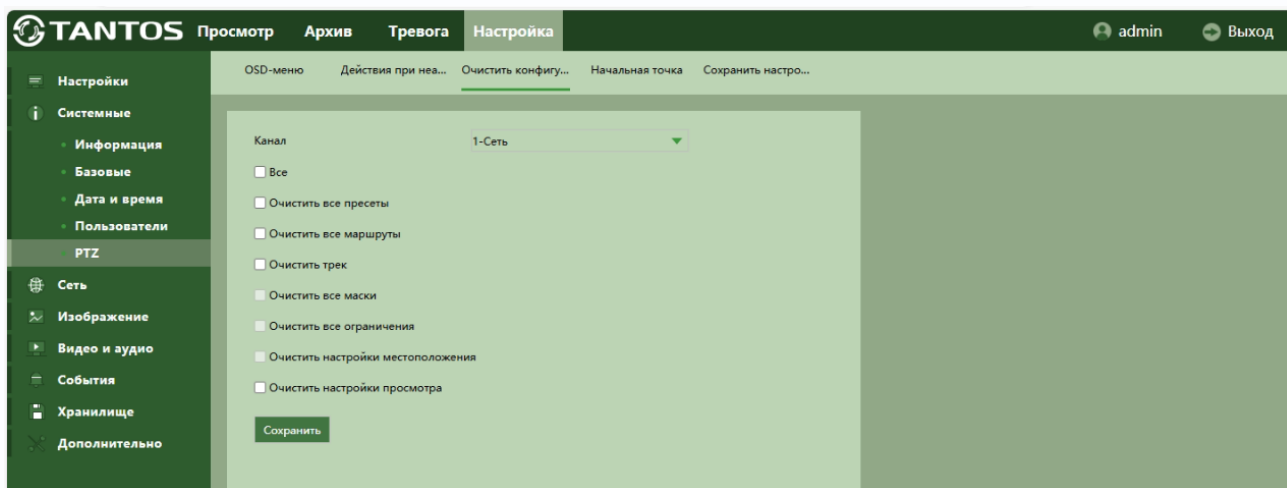 TANTOS Просмотр Архив Тревога Настройка admin Выход
OSD-меню Действия при неа... Очистить конфигу... Начальная точка Сохранить настро...
Настройки
Системные
Информация
Базовые
Дата и время
Пользователи
PTZ
Сеть
Изображение
Видео и аудио
События
Хранилище
Дополнительно
Канал 1-Сеть
Все
Очистить все пресеты
Очистить все маршруты
Очистить трек
Очистить все маски
Очистить все ограничения
Очистить настройки местоположения
Очистить настройки просмотра
Сохранить